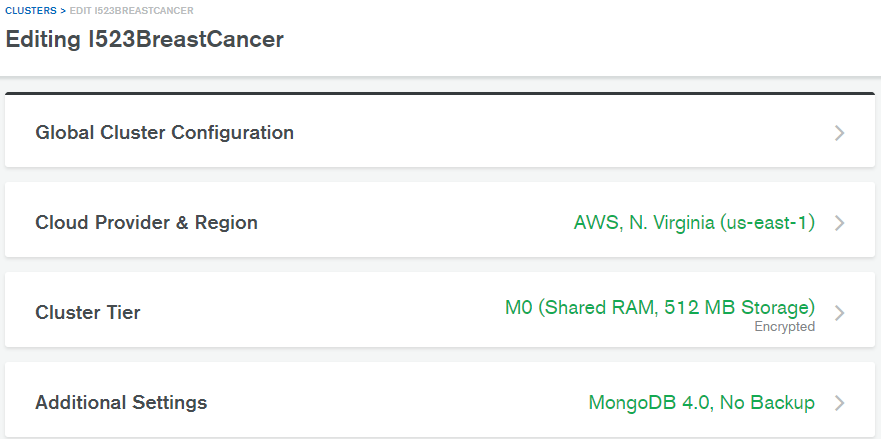 CLUSTERS > EDIT I523BREASTCANCER
Editing I523BreastCancer
Global Cluster Configuration
Cloud Provider & Region AWS, N. Virginia (us-east-1)
Cluster Tier M0 (Shared RAM, 512 MB Storage)
Encrypted
Additional Settings MongoDB 4.0, No Backup